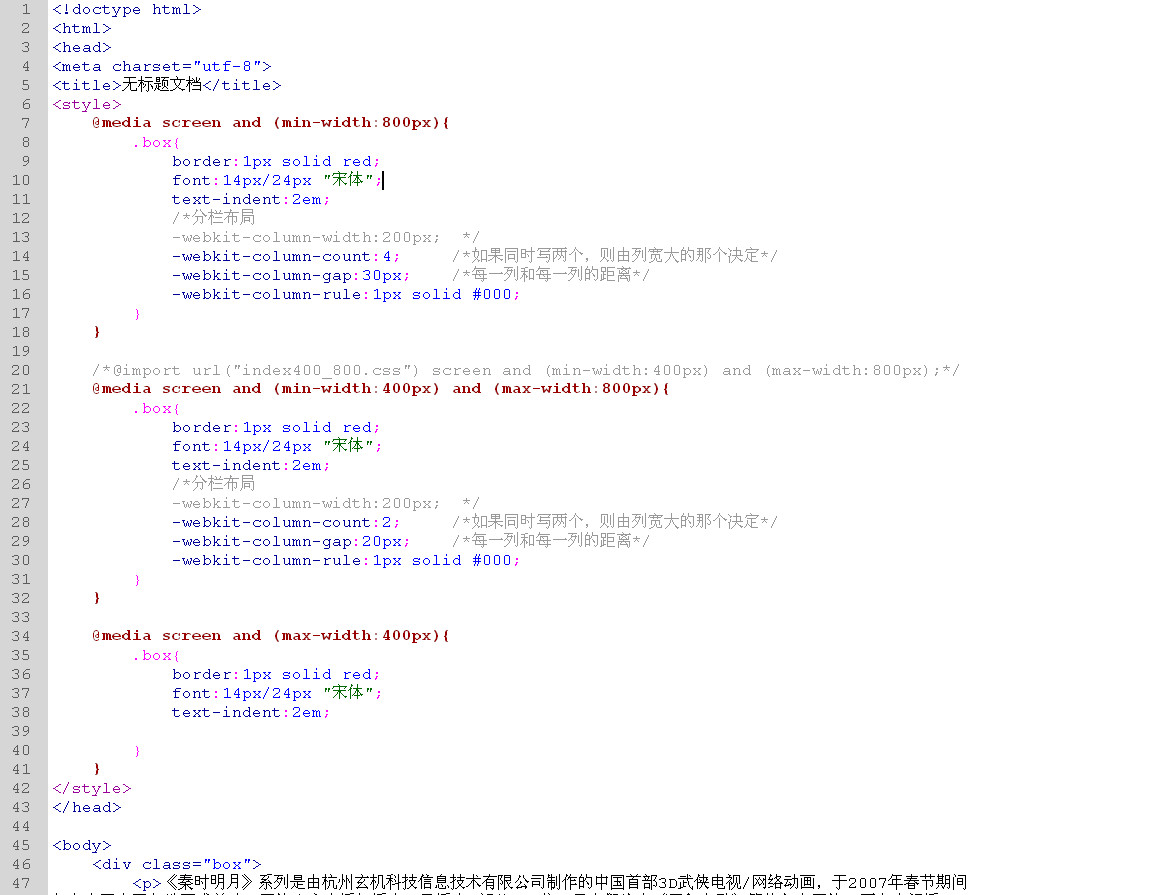 1 <!doctype html>
2 <html>
3 <head>
4 <meta charset="utf-8">
5 <title>无标题文档</title>
6 <style>
7 @media screen and (min-width:800px){
8 .box{
9 border:1px solid red;
10 font:14px/24px "宋体";
11 text-indent:2em;
12 /*分栏布局
13 -webkit-column-width:200px; */
14 -webkit-column-count:4; /*如果同时写两个，则由列宽大的那个决定*/
15 -webkit-column-gap:30px; /*每一列和每一列的距离*/
16 -webkit-column-rule:1px solid #000;
17 }
18 }
19
20 /*@import url("index400_800.css") screen and (min-width:400px) and (max-width:800px);*/
21 @media screen and (min-width:400px) and (max-width:800px){
22 .box{
23 border:1px solid red;
24 font:14px/24px "宋体";
25 text-indent:2em;
26 /*分栏布局
27 -webkit-column-width:200px; */
28 -webkit-column-count:2; /*如果同时写两个，则由列宽大的那个决定*/
29 -webkit-column-gap:20px; /*每一列和每一列的距离*/
30 -webkit-column-rule:1px solid #000;
31 }
32 }
33
34 @media screen and (max-width:400px){
35 .box{
36 border:1px solid red;
37 font:14px/24px "宋体";
38 text-indent:2em;
39
40 }
41 }
42 </style>
43 </head>
44
45 <body>
46 <div class="box">
47 <p>《秦时明月》系列是由杭州玄机科技信息技术有限公司制作的中国首部3D武侠电视/网络动画，于2007年春节期间